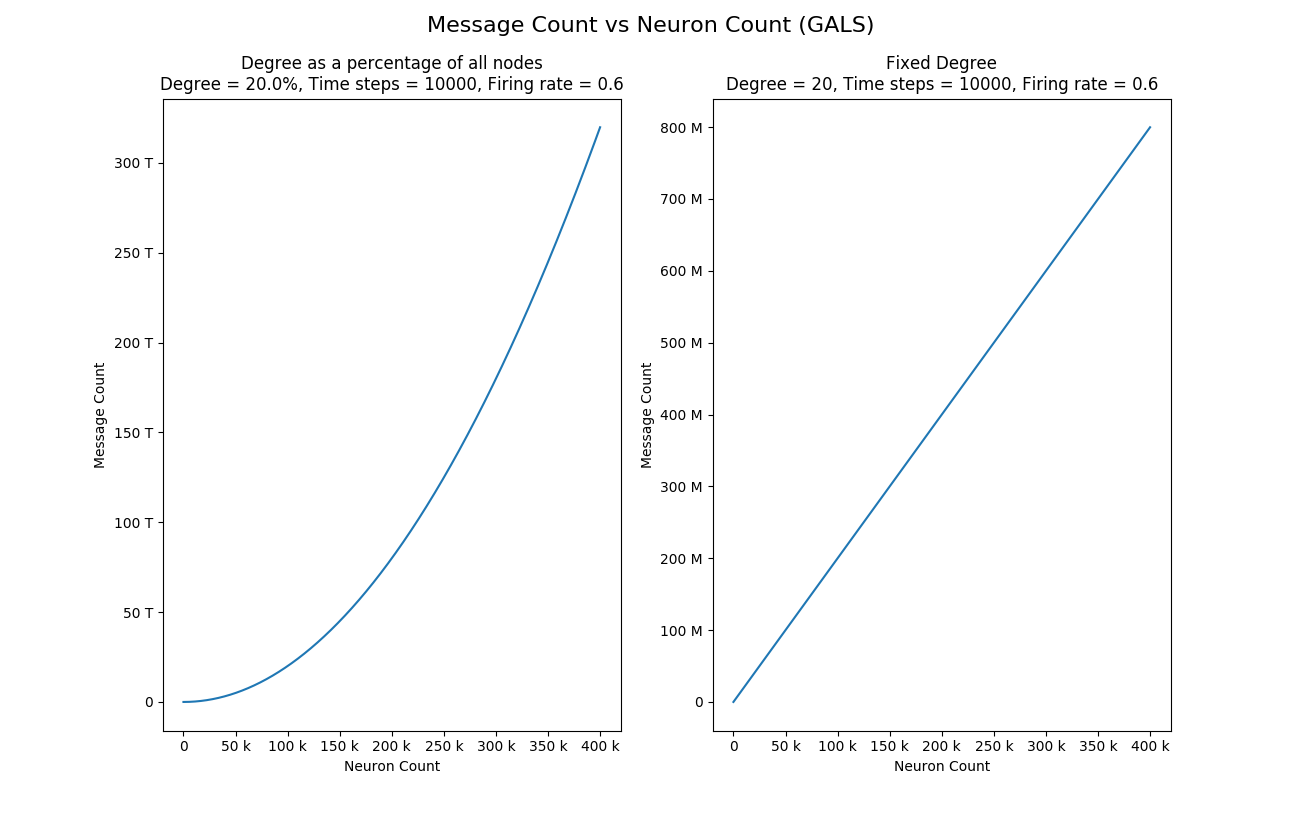 Message Count vs Neuron Count (GALS)
Degree as a percentage of all nodes
Degree = 20.0%, Time steps = 10000, Firing rate = 0.6
300 T
250 T
200 T
150 T
100 T
50 T
0
Message Count
0 50 k 100 k 150 k 200 k 250 k 300 k 350 k 400 k
Neuron Count
Fixed Degree
Degree = 20, Time steps = 10000, Firing rate = 0.6
800 M
700 M
600 M
500 M
400 M
300 M
200 M
100 M
0
Message Count
0 50 k 100 k 150 k 200 k 250 k 300 k 350 k 400 k
Neuron Count